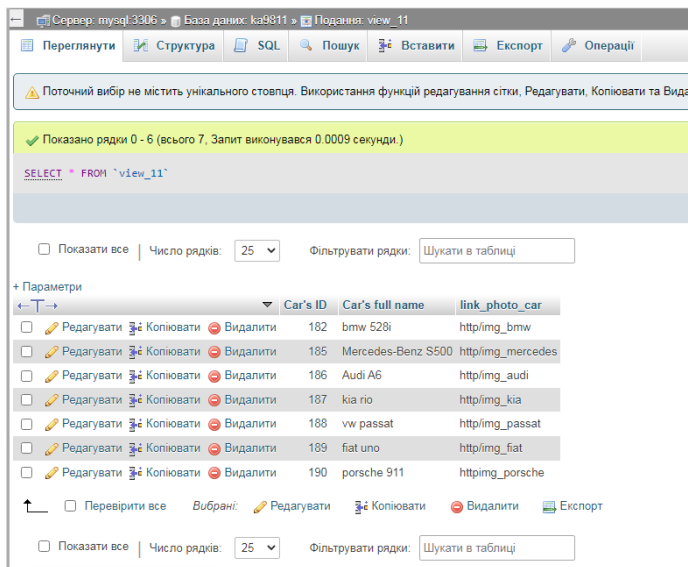 Сервер: mysql:3306 » База даних: ka9811 » Подання: view_11
Переглянути Структура SQL Пошук Вставити Експорт Операції
Поточний вибір не містить унікального стовпця. Використання функцій редагування сітки, Редагувати, Копіювати та
Показано рядки 0 - 6 (всього 7, Запит виконувався 0.0009 секунди.)
SELECT * FROM `view_11`
Показати все | Число рядків: 25 Фільтрувати рядки: Шукати в таблиці
+ Параметри
←T→ Car's ID Car's full name link_photo_car
Редагувати Копіювати Видалити 182 bmw 528i http/img_bmw
Редагувати Копіювати Видалити 185 Mercedes-Benz S500 http/img_mercedes
Редагувати Копіювати Видалити 186 Audi A6 http/img_audi
Редагувати Копіювати Видалити 187 kia rio http/img_kia
Редагувати Копіювати Видалити 188 vw passat http/img_passat
Редагувати Копіювати Видалити 189 fiat uno http/img_fiat
Редагувати Копіювати Видалити 190 porsche 911 httpimg_porsche
Перевірити все Вибрані: Редагувати Копіювати Видалити Експорт
Показати все | Число рядків: 25 Фільтрувати рядки: Шукати в таблиці